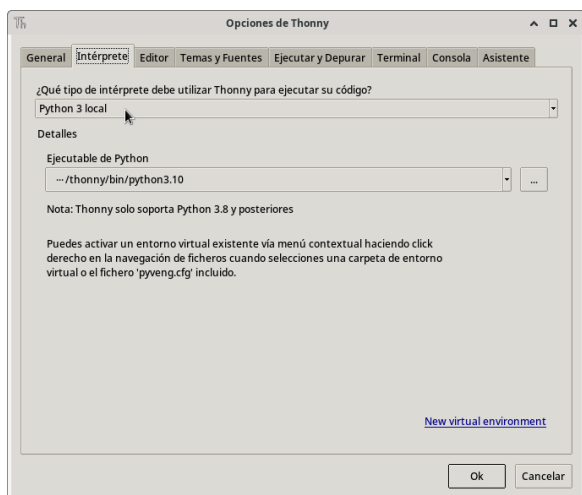 Opciones de Thonny
General Intérprete Editor Temas y Fuentes Ejecutar y Depurar Terminal Consola Asistente
¿Qué tipo de intérprete debe utilizar Thonny para ejecutar su código?
Python 3 local
Detalles
Ejecutable de Python
···/thonny/bin/python3.10
...
Nota: Thonny solo soporta Python 3.8 y posteriores
Puedes activar un entorno virtual existente vía menú contextual haciendo click
derecho en la navegación de ficheros cuando selecciones una carpeta de entorno
virtual o el fichero 'pyveng.cfg' incluido.
New virtual environment
Ok Cancelar